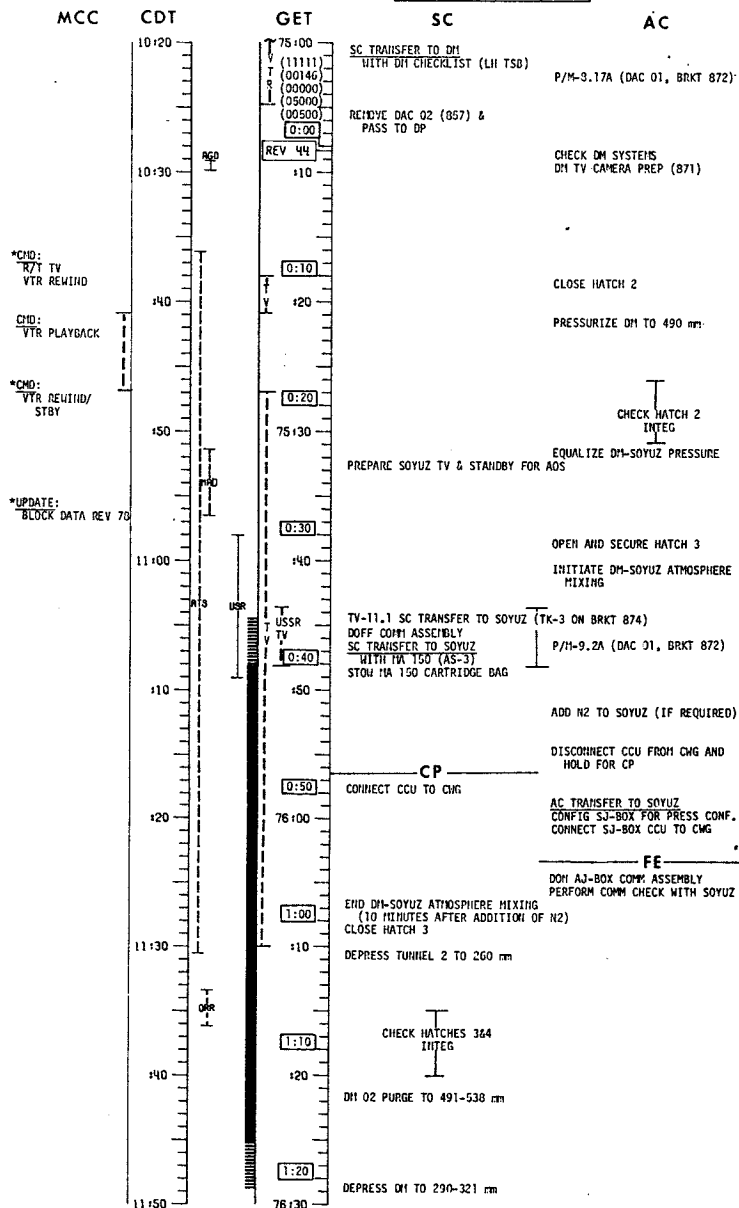 MCC CDT GET SC AC
10:20 75:00 SC TRANSFER TO DM
WITH DM CHECKLIST (LH TSB)
V (11111)
T (00146)
R (00000)
(05000)
(00500)
P/M-3.17A (DAC 01, BRKT 872)
REMOVE DAC 02 (857) &
PASS TO DP
0:00
REV 44
AGO
10:30 :10
CHECK DM SYSTEMS
DM TV CAMERA PREP (871)
*CMD:
R/T TV
VTR REWIND
0:10
TV
CLOSE HATCH 2
:40 :20
CMD:
VTR PLAYBACK
PRESSURIZE DM TO 490 mm
*CMD:
VTR REWIND/
STBY
0:20
CHECK HATCH 2
INTEG
:50 75:30
EQUALIZE DM-SOYUZ PRESSURE
PREPARE SOYUZ TV & STANDBY FOR AOS
MAD
*UPDATE:
BLOCK DATA REV 78
0:30
OPEN AND SECURE HATCH 3
11:00 :40
INITIATE DM-SOYUZ ATMOSPHERE
MIXING
ATS USR
TV
USSR
TV
TV-11.1 SC TRANSFER TO SOYUZ (TK-3 ON BRKT 874)
DOFF COMM ASSEMBLY
SC TRANSFER TO SOYUZ
WITH MA 150 (AS-3)
STOW MA 150 CARTRIDGE BAG
P/M-9.2A (DAC 01, BRKT 872)
0:40
:10 :50
ADD N2 TO SOYUZ (IF REQUIRED)
DISCONNECT CCU FROM CWG AND
HOLD FOR CP
CP
0:50
CONNECT CCU TO CWG
:20 76:00
AC TRANSFER TO SOYUZ
CONFIG SJ-BOX FOR PRESS CONF.
CONNECT SJ-BOX CCU TO CWG
FE
DON AJ-BOX COMM ASSEMBLY
PERFORM COMM CHECK WITH SOYUZ
1:00
END DM-SOYUZ ATMOSPHERE MIXING
(10 MINUTES AFTER ADDITION OF N2)
CLOSE HATCH 3
11:30 :10
DEPRESS TUNNEL 2 TO 260 mm
ORR
1:10
CHECK HATCHES 3&4
INTEG
:40 :20
DM O2 PURGE TO 491-538 mm
1:20
DEPRESS DM TO 290-321 mm
11:50 76:30